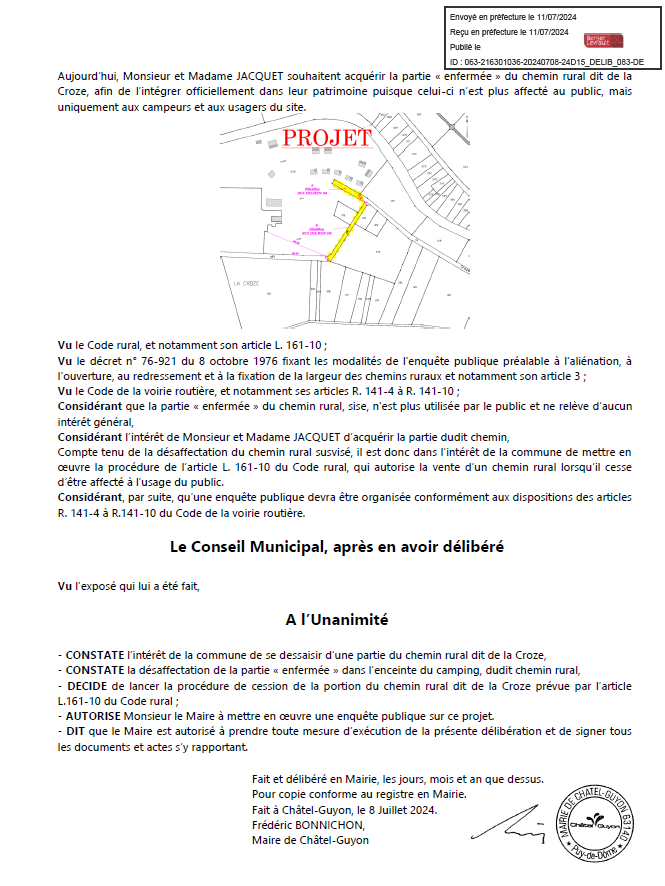 Envoyé en préfecture le 11/07/2024
Reçu en préfecture le 11/07/2024
Publié le
Berger
Levrault
ID : 063-216301036-20240708-24D15_DELIB_083-DE
Aujourd'hui, Monsieur et Madame JACQUET souhaitent acquérir la partie « enfermée » du chemin rural dit de la
Croze, afin de l'intégrer officiellement dans leur patrimoine puisque celui-ci n'est plus affecté au public, mais
uniquement aux campeurs et aux usagers du site.
PROJET
LA CROZE
Vu le Code rural, et notamment son article L. 161-10 ;
Vu le décret n° 76-921 du 8 octobre 1976 fixant les modalités de l'enquête publique préalable à l'aliénation, à
l'ouverture, au redressement et à la fixation de la largeur des chemins ruraux et notamment son article 3 ;
Vu le Code de la voirie routière, et notamment ses articles R. 141-4 à R. 141-10 ;
Considérant que la partie « enfermée » du chemin rural, sise, n'est plus utilisée par le public et ne relève d'aucun
intérêt général,
Considérant l'intérêt de Monsieur et Madame JACQUET d'acquérir la partie dudit chemin,
Compte tenu de la désaffectation du chemin rural susvisé, il est donc dans l'intérêt de la commune de mettre en
œuvre la procédure de l'article L. 161-10 du Code rural, qui autorise la vente d'un chemin rural lorsqu'il cesse
d'être affecté à l'usage du public.
Considérant, par suite, qu'une enquête publique devra être organisée conformément aux dispositions des articles
R. 141-4 à R.141-10 du Code de la voirie routière.
Le Conseil Municipal, après en avoir délibéré
Vu l'exposé qui lui a été fait,
A l'Unanimité
- CONSTATE l'intérêt de la commune de se dessaisir d'une partie du chemin rural dit de la Croze,
- CONSTATE la désaffectation de la partie « enfermée » dans l'enceinte du camping, dudit chemin rural,
- DECIDE de lancer la procédure de cession de la portion du chemin rural dit de la Croze prévue par l'article
L.161-10 du Code rural ;
- AUTORISE Monsieur le Maire à mettre en œuvre une enquête publique sur ce projet.
- DIT que le Maire est autorisé à prendre toute mesure d'exécution de la présente délibération et de signer tous
les documents et actes s'y rapportant.
Fait et délibéré en Mairie, les jours, mois et an que dessus.
Pour copie conforme au registre en Mairie.
Fait à Châtel-Guyon, le 8 Juillet 2024.
Frédéric BONNICHON,
Maire de Châtel-Guyon
MAIRIE DE CHATEL-GUYON 63140
Châtel Guyon
Puy-de-Dôme